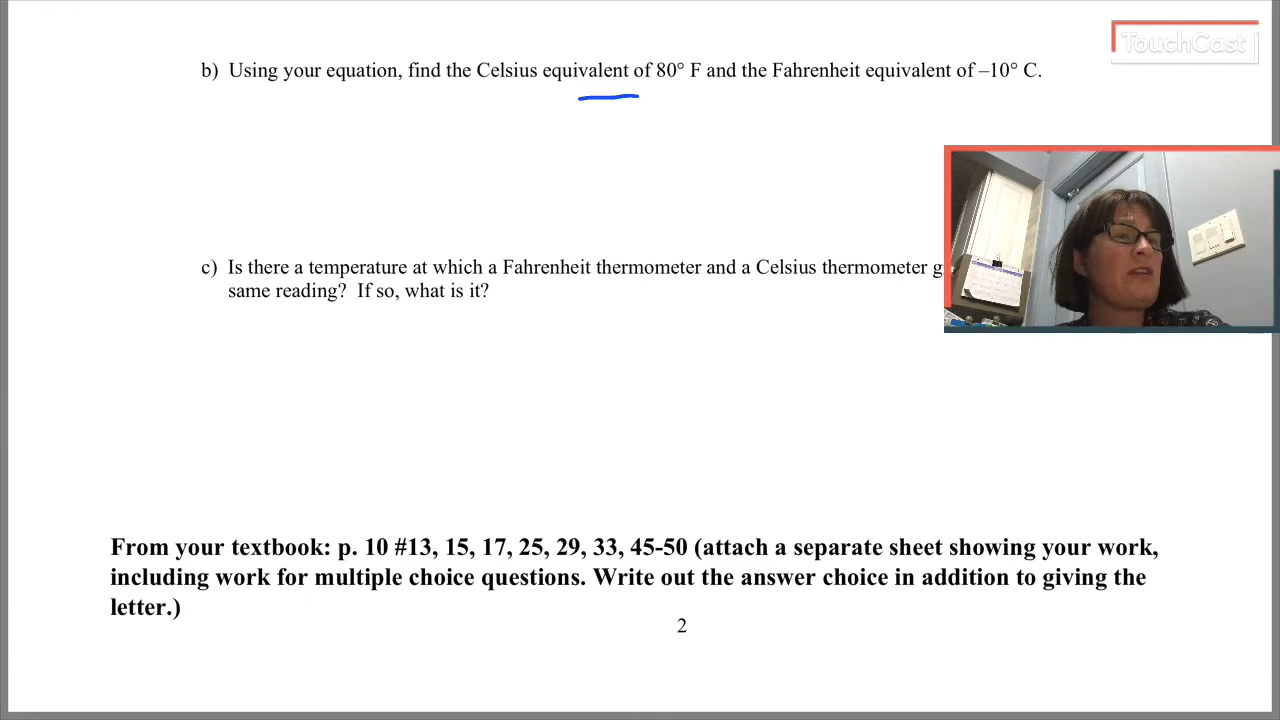 TouchCast
b) Using your equation, find the Celsius equivalent of 80° F and the Fahrenheit equivalent of –10° C.
c) Is there a temperature at which a Fahrenheit thermometer and a Celsius thermometer g
same reading? If so, what is it?
From your textbook: p. 10 #13, 15, 17, 25, 29, 33, 45-50 (attach a separate sheet showing your work,
including work for multiple choice questions. Write out the answer choice in addition to giving the
letter.)
2